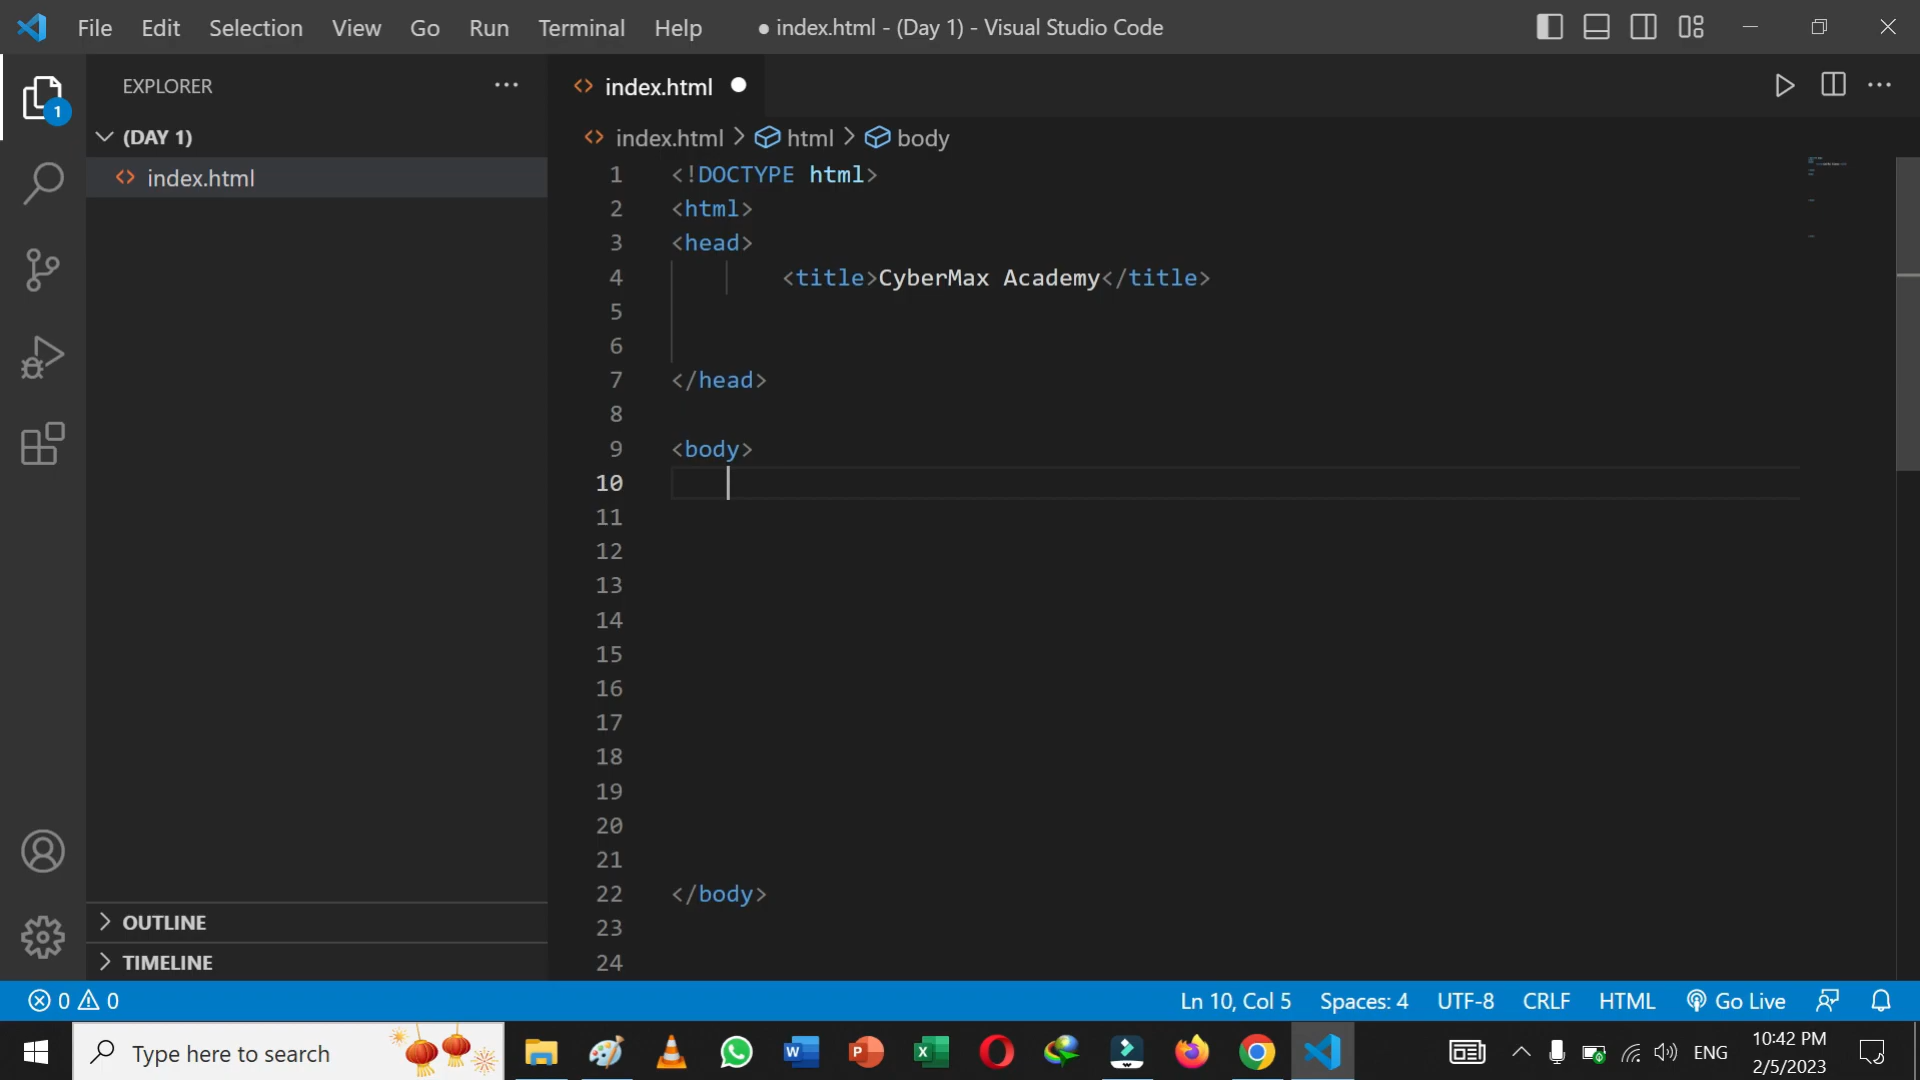 File Edit Selection View Go Run Terminal Help ● index.html - (Day 1) - Visual Studio Code
EXPLORER
(DAY 1)
index.html
1
OUTLINE
TIMELINE
index.html
index.html > html > body
1 <!DOCTYPE html>
2 <html>
3 <head>
4 <title>CyberMax Academy</title>
5
6
7 </head>
8
9 <body>
10
11
12
13
14
15
16
17
18
19
20
21
22 </body>
23
24
0 0 Ln 10, Col 5 Spaces: 4 UTF-8 CRLF HTML Go Live
Type here to search W P X ENG 10:42 PM
2/5/2023